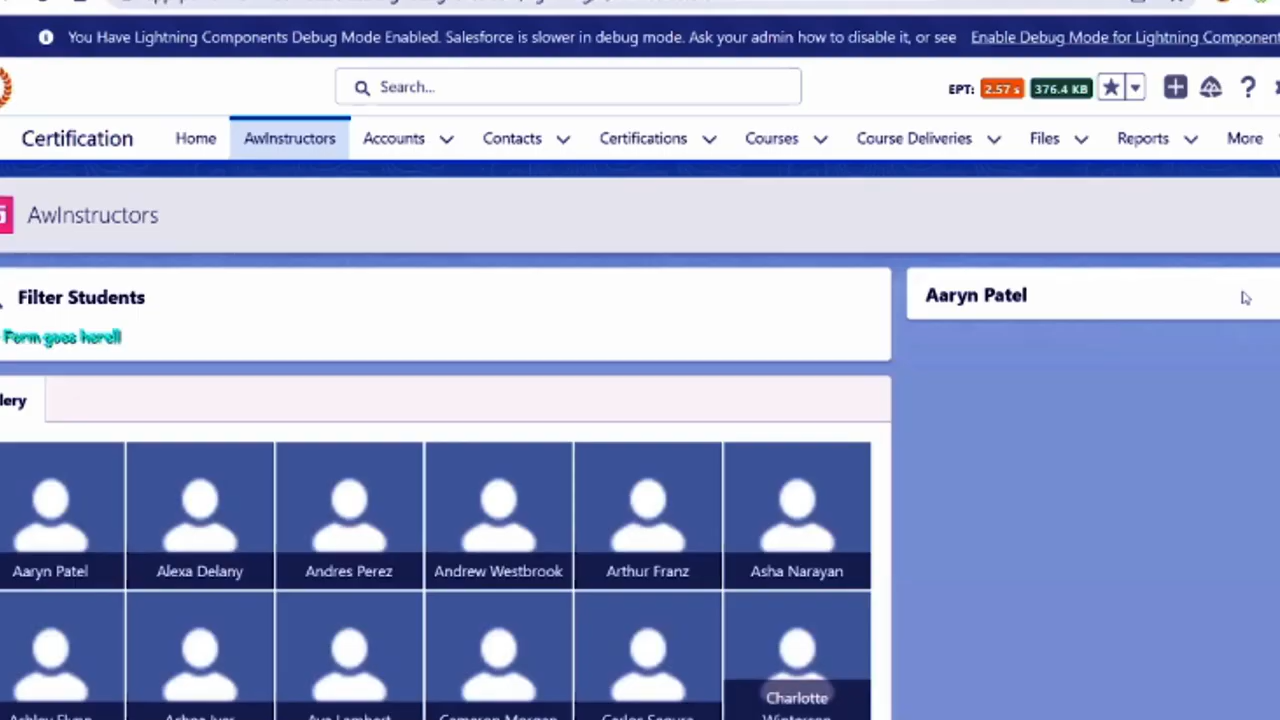 You Have Lightning Components Debug Mode Enabled. Salesforce is slower in debug mode. Ask your admin how to disable it, or see Enable Debug Mode for Lightning Component
Search...
EPT: 2.57 s 376.4 KB
Certification Home AwInstructors Accounts Contacts Certifications Courses Course Deliveries Files Reports More
AwInstructors
Filter Students
Aaryn Patel
Form goes here!!
lery
Aaryn Patel Alexa Delany Andres Perez Andrew Westbrook Arthur Franz Asha Narayan
Charlotte